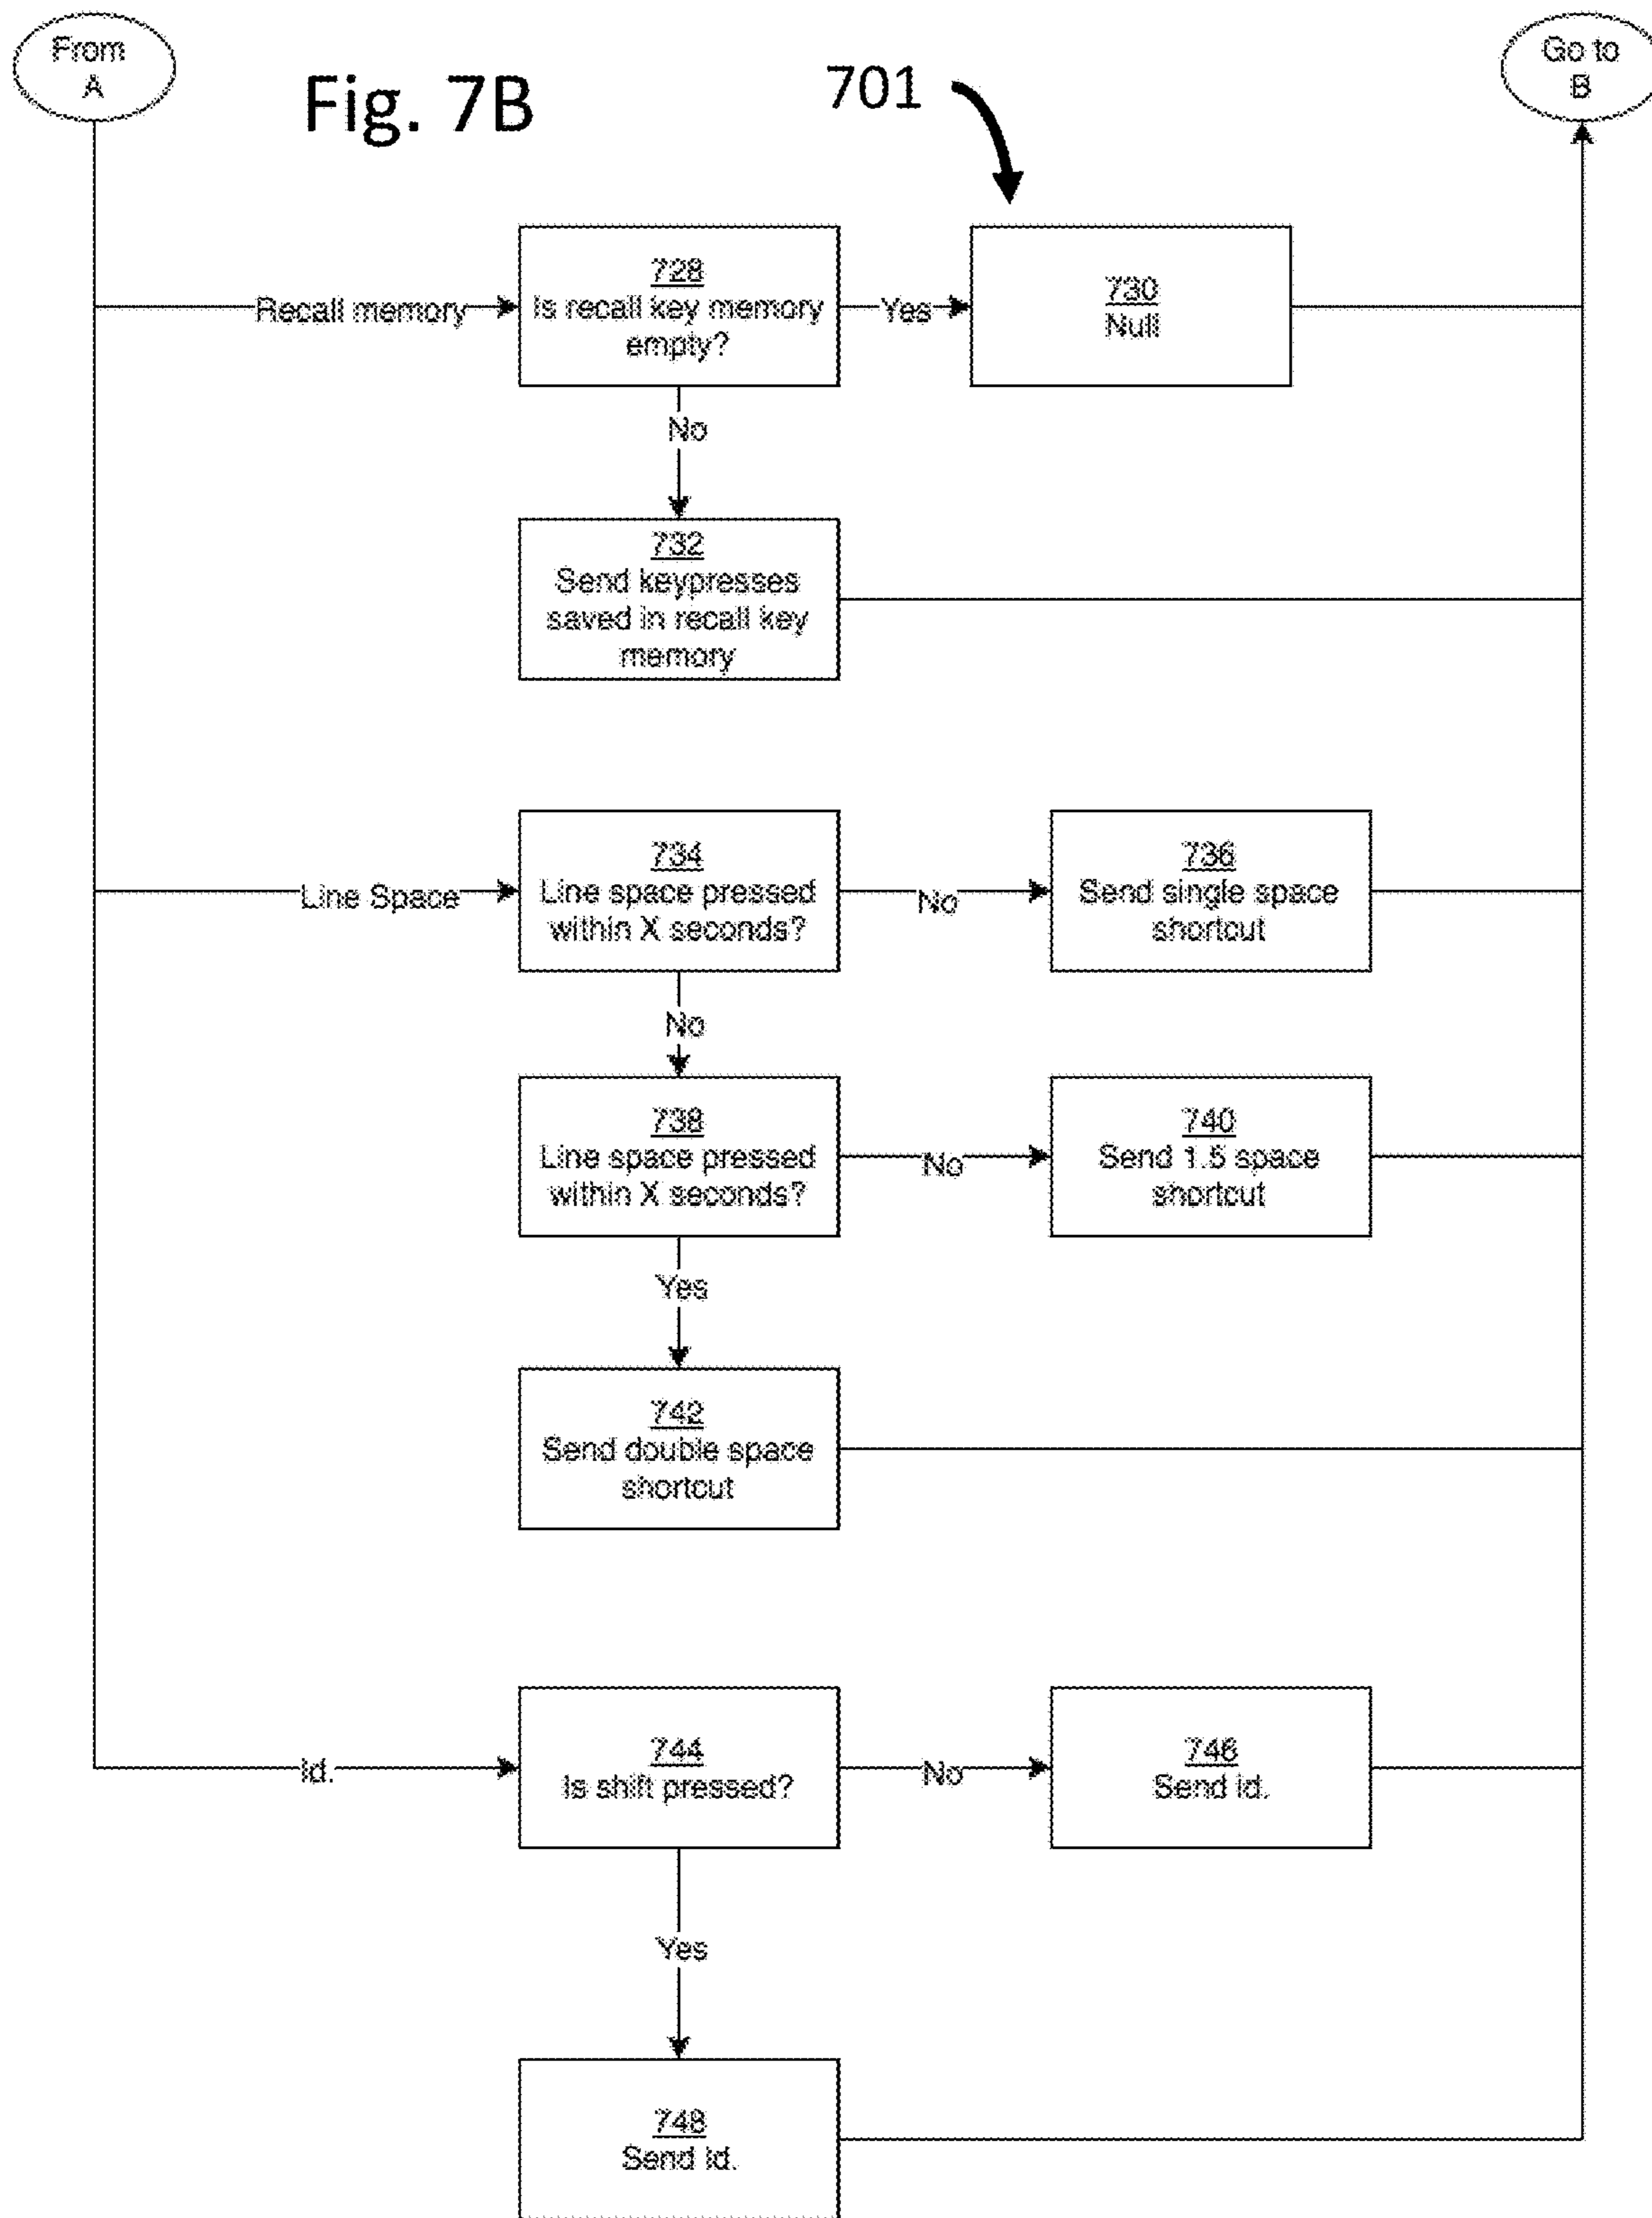 From
A
Fig. 7B
701
Go to
B
Recall memory
728
Is recall key memory
empty?
Yes
730
Null
No
732
Send keypresses
saved in recall key
memory
Line Space
734
Line space pressed
within X seconds?
No
736
Send single space
shortcut
No
738
Line space pressed
within X seconds?
No
740
Send 1.5 space
shortcut
Yes
742
Send double space
shortcut
Id.
744
Is shift pressed?
No
746
Send id.
Yes
748
Send Id.